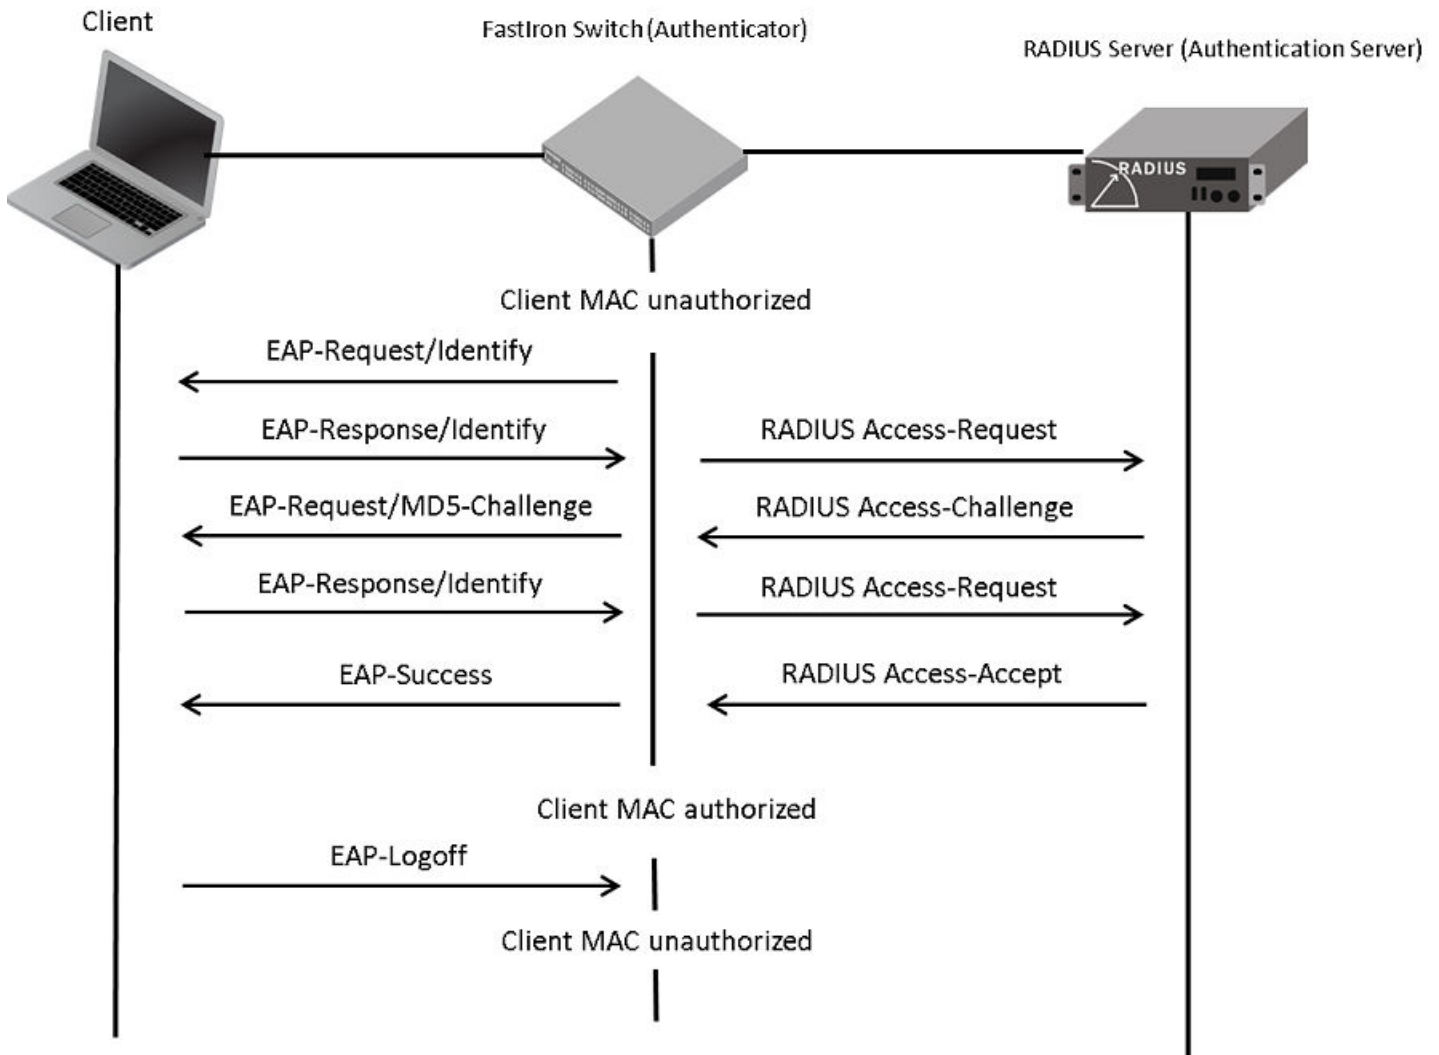 Client
FastIron Switch (Authenticator)
RADIUS Server (Authentication Server)
RADIUS
Client MAC unauthorized
EAP-Request/Identify
EAP-Response/Identify
RADIUS Access-Request
EAP-Request/MD5-Challenge
RADIUS Access-Challenge
EAP-Response/Identify
RADIUS Access-Request
EAP-Success
RADIUS Access-Accept
Client MAC authorized
EAP-Logoff
Client MAC unauthorized